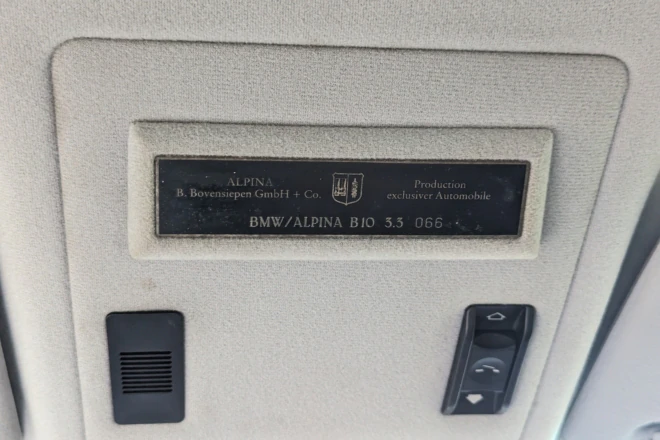 ALPINA
B. Bovensiepen GmbH + Co.
Production
exclusiver Automobile
BMW/ALPINA B10 3.3 066